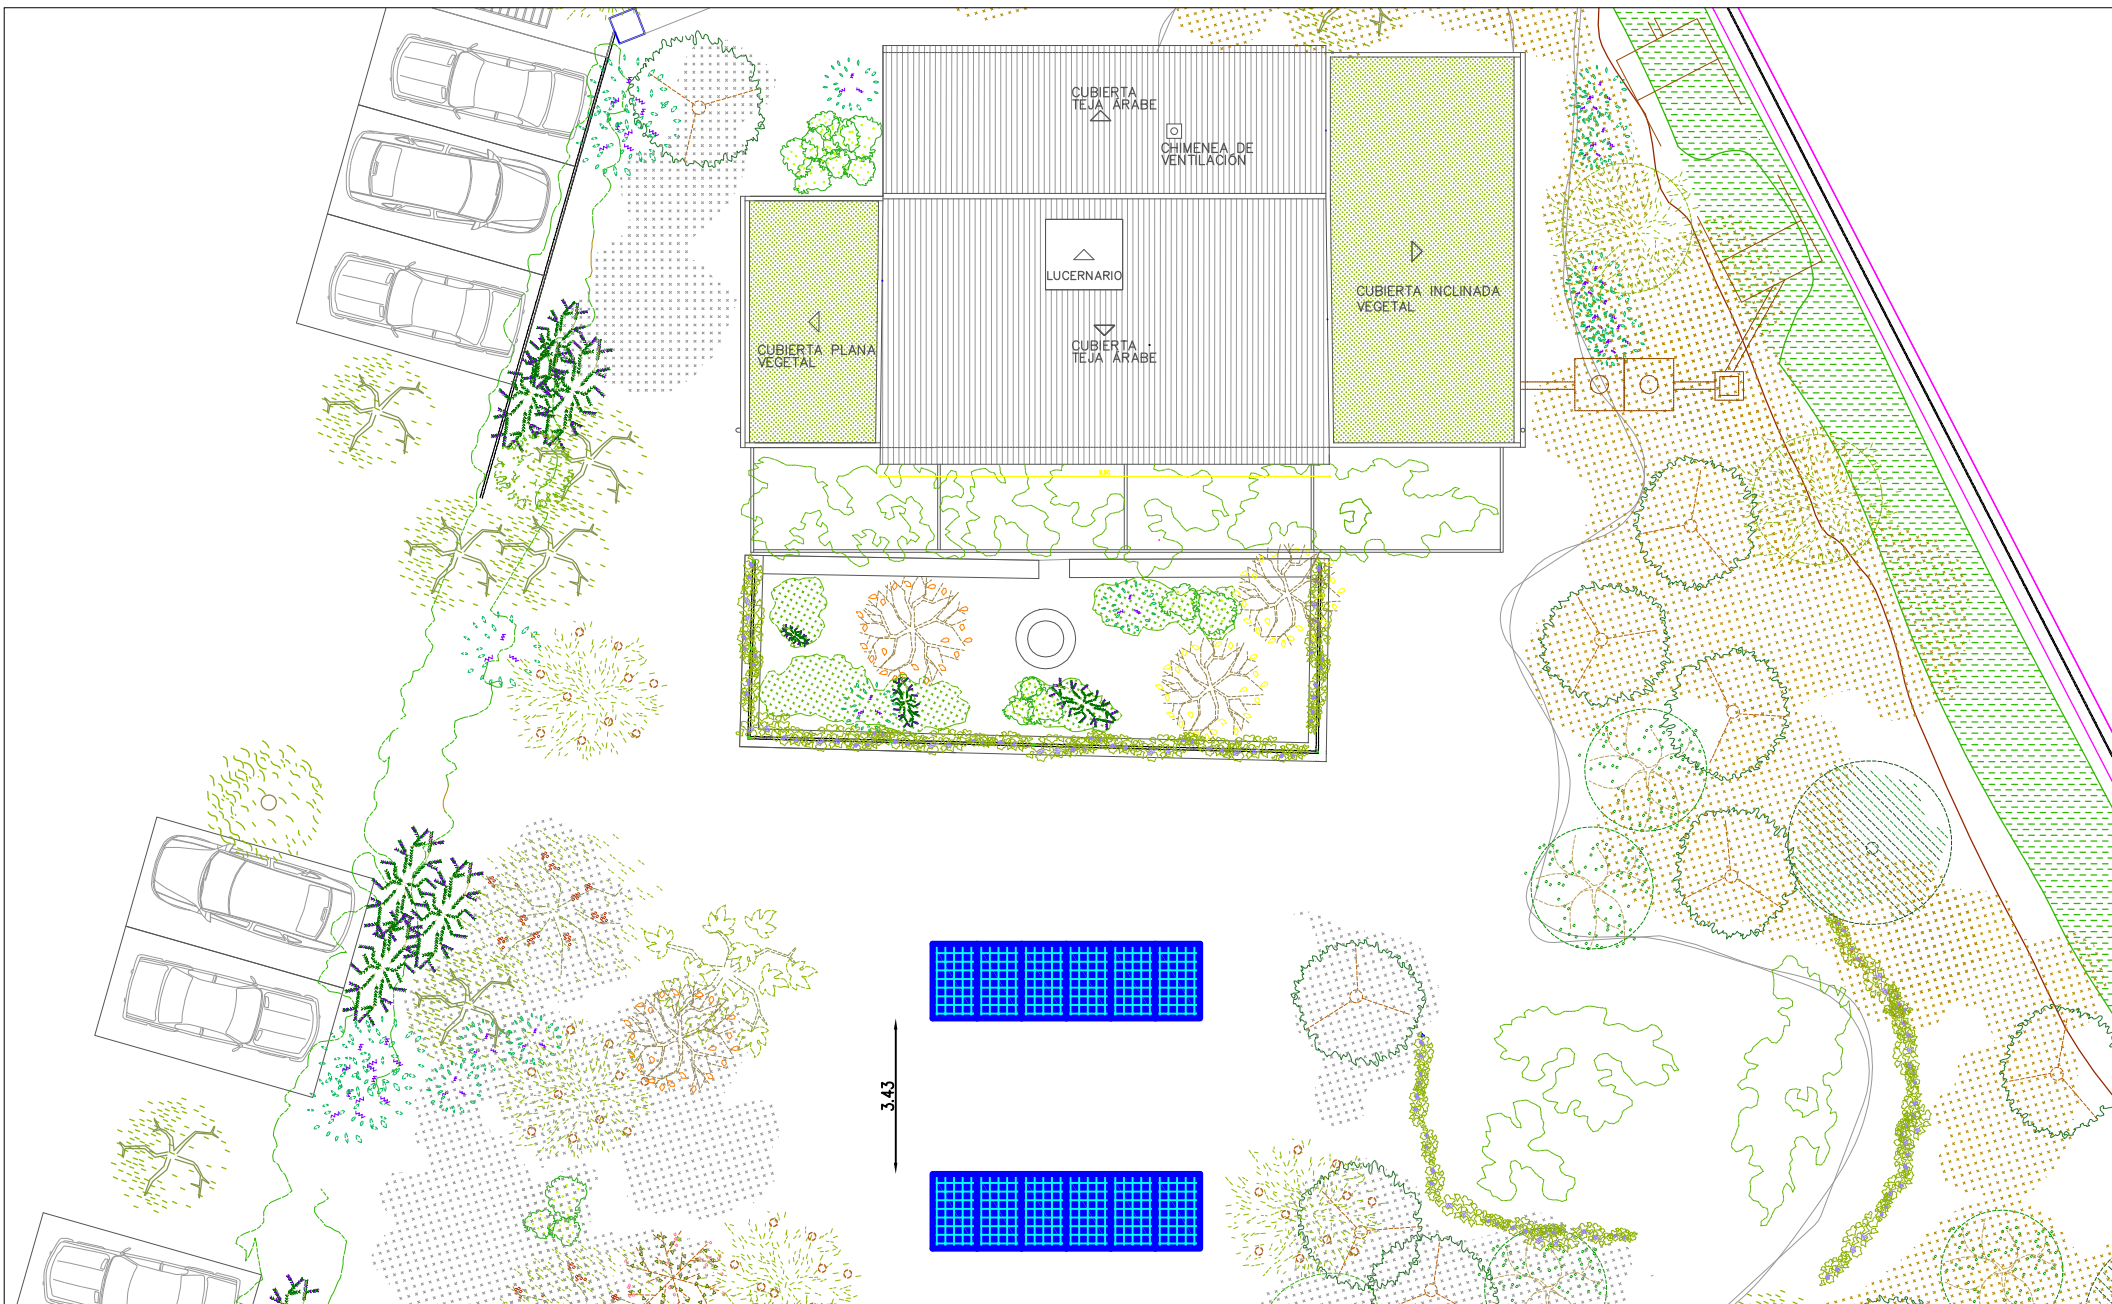 CUBIERTA
TEJA ÁRABE
CHIMENEA DE
VENTILACIÓN
LUCERNARIO
CUBIERTA INCLINADA
VEGETAL
CUBIERTA PLANA
VEGETAL
CUBIERTA
TEJA ÁRABE
3.43